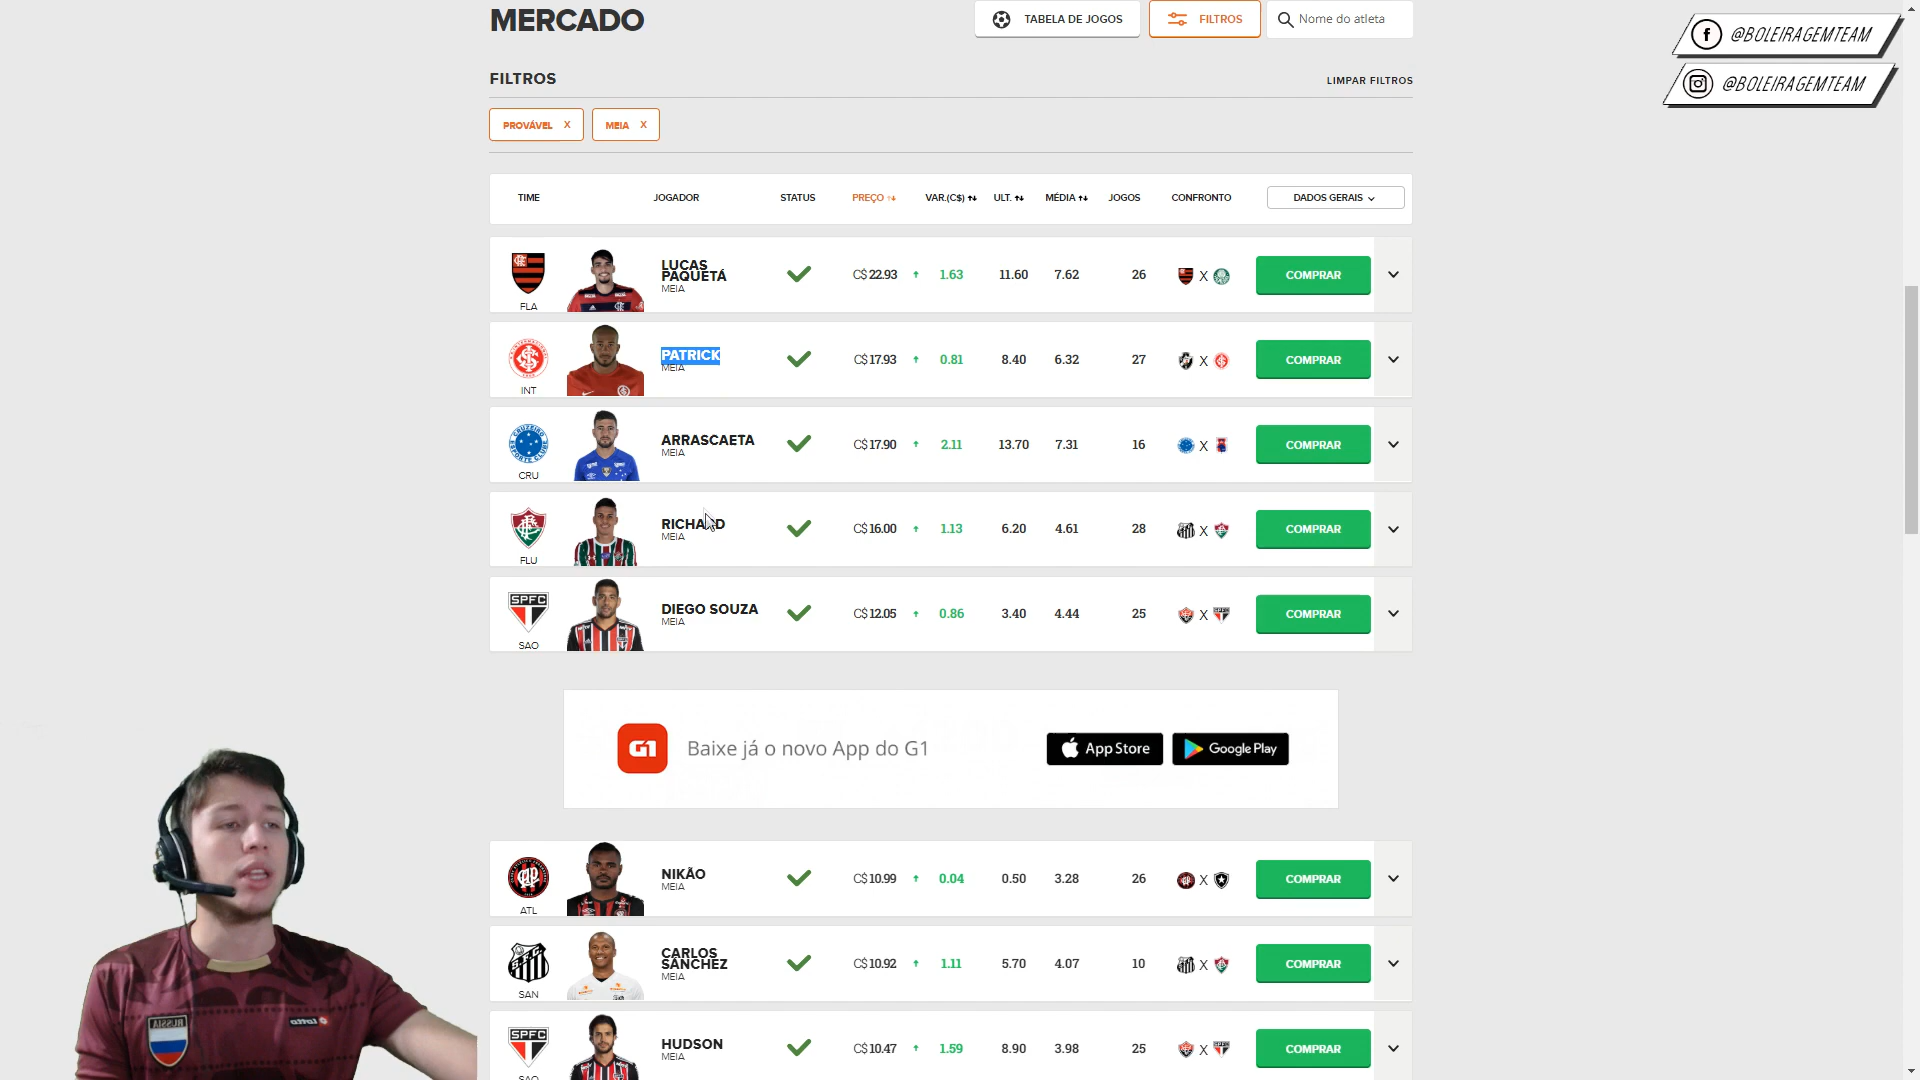 MERCADO
TABELA DE JOGOS
FILTROS
Nome do atleta
@BOLEIRAGEMTEAM
@BOLEIRAGEMTEAM
FILTROS
LIMPAR FILTROS
PROVÁVEL X
MEIA X
TIME JOGADOR STATUS PREÇO VAR.(C$) ULT. MÉDIA JOGOS CONFRONTO DADOS GERAIS
FLA LUCAS PAQUETÁ MEIA C$ 22.93 1.63 11.60 7.62 26 X COMPRAR
INT PATRICK MEIA C$ 17.93 0.81 8.40 6.32 27 X COMPRAR
CRU ARRASCAETA MEIA C$ 17.90 2.11 13.70 7.31 16 X COMPRAR
FLU RICHARD MEIA C$ 16.00 1.13 6.20 4.61 28 X COMPRAR
SPFC SAO DIEGO SOUZA MEIA C$ 12.05 0.86 3.40 4.44 25 X COMPRAR
G1 Baixe já o novo App do G1 App Store Google Play
ATL NIKÃO MEIA C$ 10.99 0.04 0.50 3.28 26 X COMPRAR
SAN CARLOS SÁNCHEZ MEIA C$ 10.92 1.11 5.70 4.07 10 X COMPRAR
SPFC SAO HUDSON MEIA C$ 10.47 1.59 8.90 3.98 25 X COMPRAR
RUSSIA
lotto